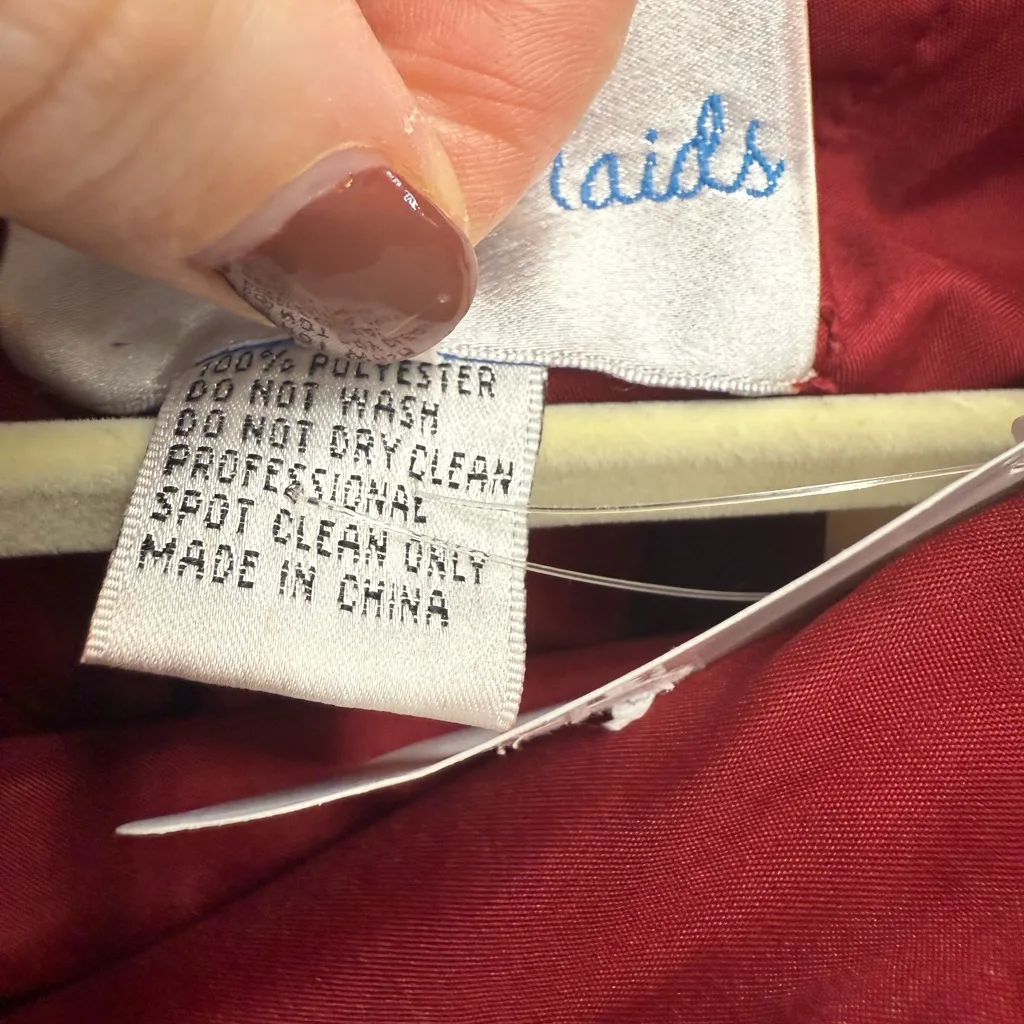 aids
100% POLYESTER
DO NOT WASH
DO NOT DRY CLEAN
PROFESSIONAL
SPOT CLEAN ONLY
MADE IN CHINA